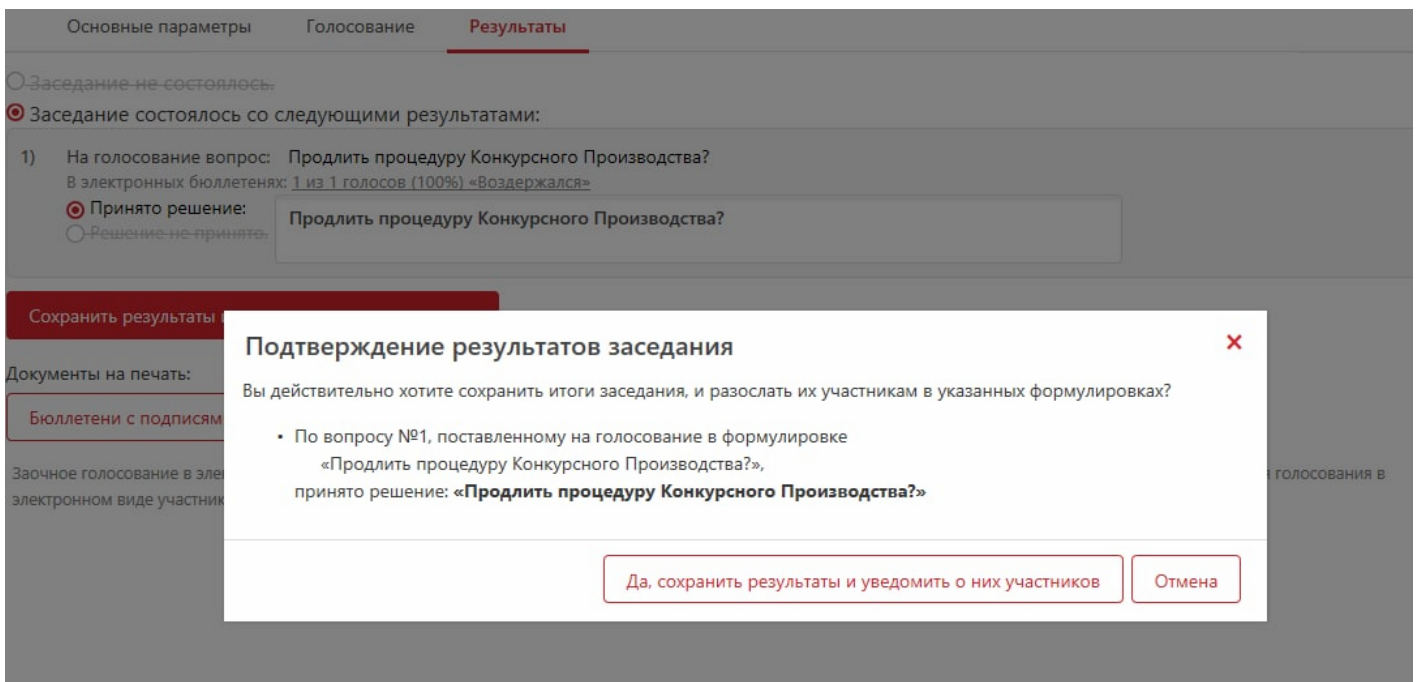 Основные параметры Голосование Результаты
Заседание не состоялось.
Заседание состоялось со следующими результатами:
1) На голосование вопрос: Продлить процедуру Конкурсного Производства?
В электронных бюллетенях: 1 из 1 голосов (100%) «Воздержался»
Принято решение: Продлить процедуру Конкурсного Производства?
Решение не принято.
Сохранить результаты
Подтверждение результатов заседания
Документы на печать:
Вы действительно хотите сохранить итоги заседания, и разослать их участникам в указанных формулировках?
Бюллетени с подписям
• По вопросу №1, поставленному на голосование в формулировке
«Продлить процедуру Конкурсного Производства?»,
принято решение: «Продлить процедуру Конкурсного Производства?»
Заочное голосование в эле голосования в
электронном виде участник
Да, сохранить результаты и уведомить о них участников Отмена